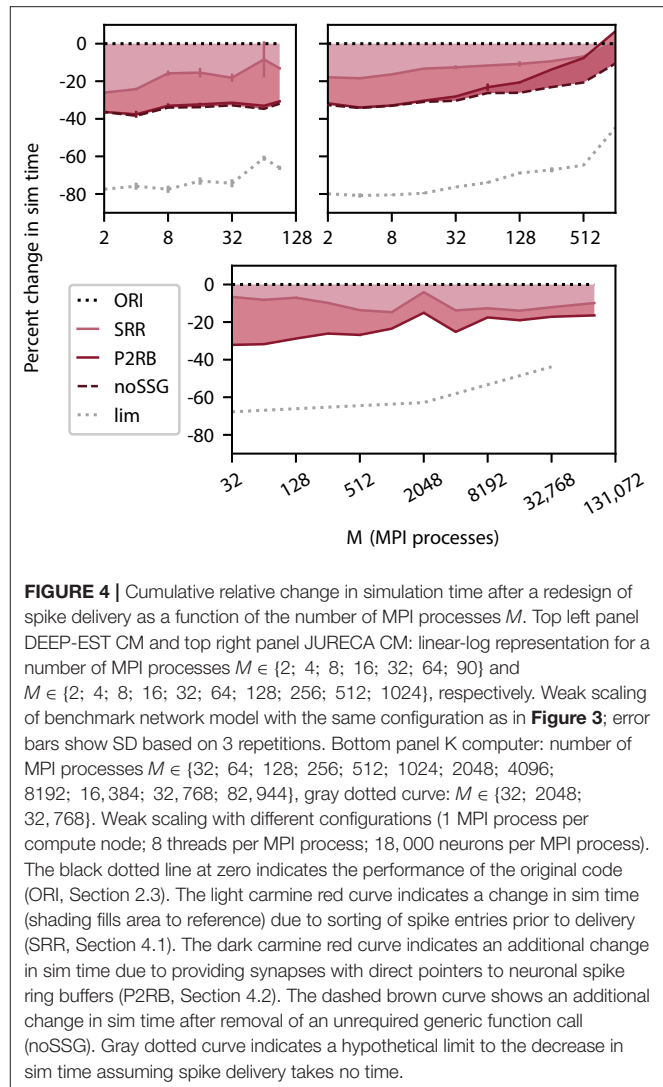 0
-20
-40
-60
-80
2
8
32
128
2
8
32
128
512
Percent change in sim time
ORI
SRR
P2RB
noSSG
lim
0
-20
-40
-60
-80
32
128
512
2048
8192
32,768
131,072
M (MPI processes)
FIGURE 4 | Cumulative relative change in simulation time after a redesign of
spike delivery as a function of the number of MPI processes M. Top left panel
DEEP-EST CM and top right panel JURECA CM: linear-log representation for a
number of MPI processes M ∈ {2; 4; 8; 16; 32; 64; 90} and
M ∈ {2; 4; 8; 16; 32; 64; 128; 256; 512; 1024}, respectively. Weak scaling
of benchmark network model with the same configuration as in Figure 3; error
bars show SD based on 3 repetitions. Bottom panel K computer: number of
MPI processes M ∈ {32; 64; 128; 256; 512; 1024; 2048; 4096;
8192; 16,384; 32,768; 82,944}, gray dotted curve: M ∈ {32; 2048;
32,768}. Weak scaling with different configurations (1 MPI process per
compute node; 8 threads per MPI process; 18,000 neurons per MPI process).
The black dotted line at zero indicates the performance of the original code
(ORI, Section 2.3). The light carmine red curve indicates a change in sim time
(shading fills area to reference) due to sorting of spike entries prior to delivery
(SRR, Section 4.1). The dark carmine red curve indicates an additional change
in sim time due to providing synapses with direct pointers to neuronal spike
ring buffers (P2RB, Section 4.2). The dashed brown curve shows an additional
change in sim time after removal of an unrequired generic function call
(noSSG). Gray dotted curve indicates a hypothetical limit to the decrease in
sim time assuming spike delivery takes no time.